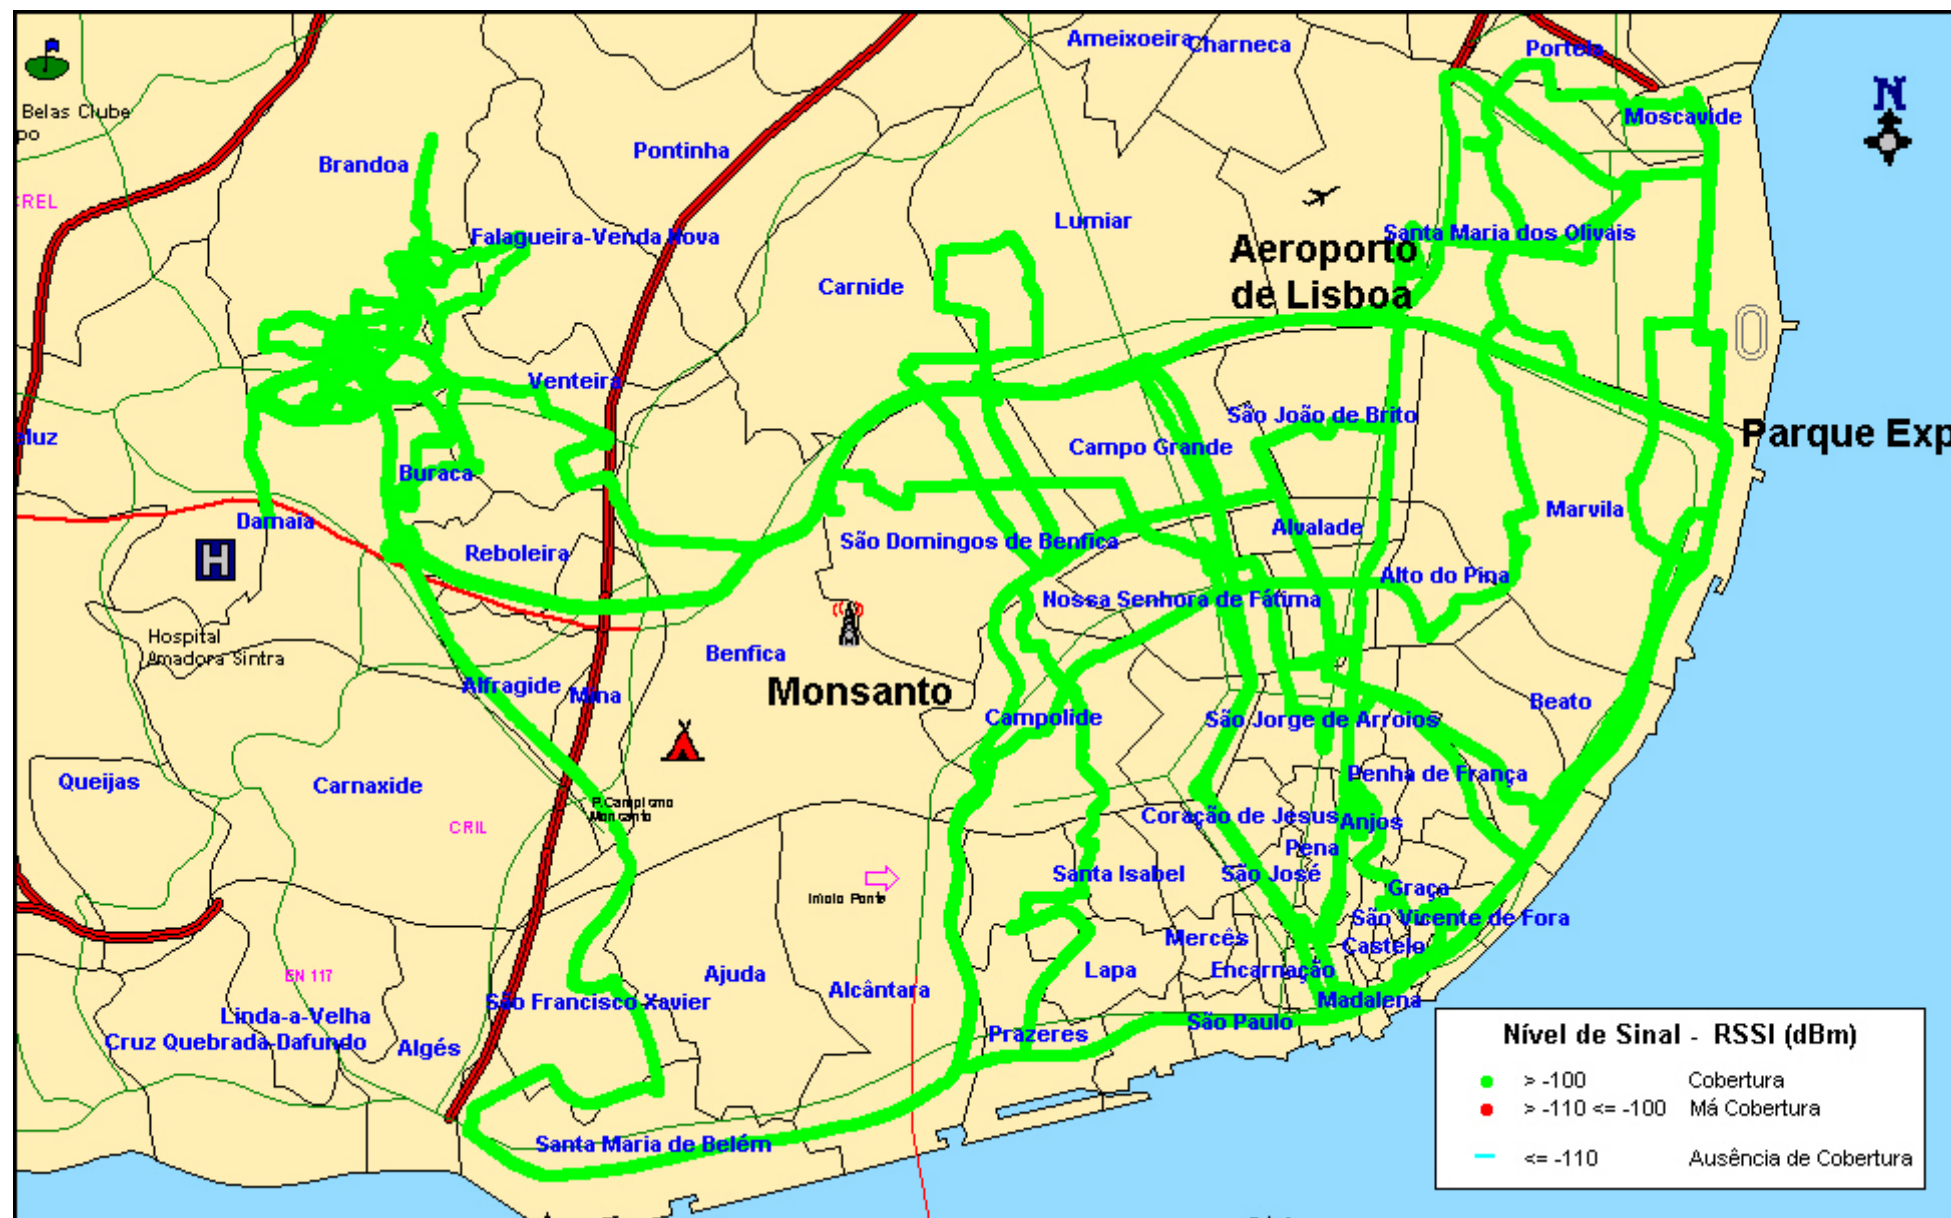 Ameixoeira
Charneca
Portela
Belas Clube
po
Moscavide
Brandoa
Pontinha
CREL
Lumiar
Falagueira-Venda Nova
Santa Maria dos Olivais
Aeroporto
de Lisboa
Carnide
Venteira
São João de Brito
Parque Exp
aluz
Campo Grande
Buraca
Marvila
Damaia
Alvalade
Reboleira
São Domingos de Benfica
Alto do Pina
Nossa Senhora de Fátima
Hospital
Amadora Sintra
Benfica
Monsanto
Alfragide
Mina
Beato
Campolide
São Jorge de Arroios
Queijas
Carnaxide
Penha de França
P.Campismo
Monsanto
CRIL
Coração de Jesus
Anjos
Pena
Santa Isabel
São José
Graça
Inicio Ponte
São Vicente de Fora
Mercês
Castelo
EN 117
Ajuda
Lapa
Encarnação
Alcântara
São Francisco Xavier
Madalena
Linda-a-Velha
São Paulo
Cruz Quebrada-Dafundo
Algés
Prazeres
Santa Maria de Belém
N
H
Nível de Sinal - RSSI (dBm)
> -100 Cobertura
> -110 <= -100 Má Cobertura
<= -110 Ausência de Cobertura